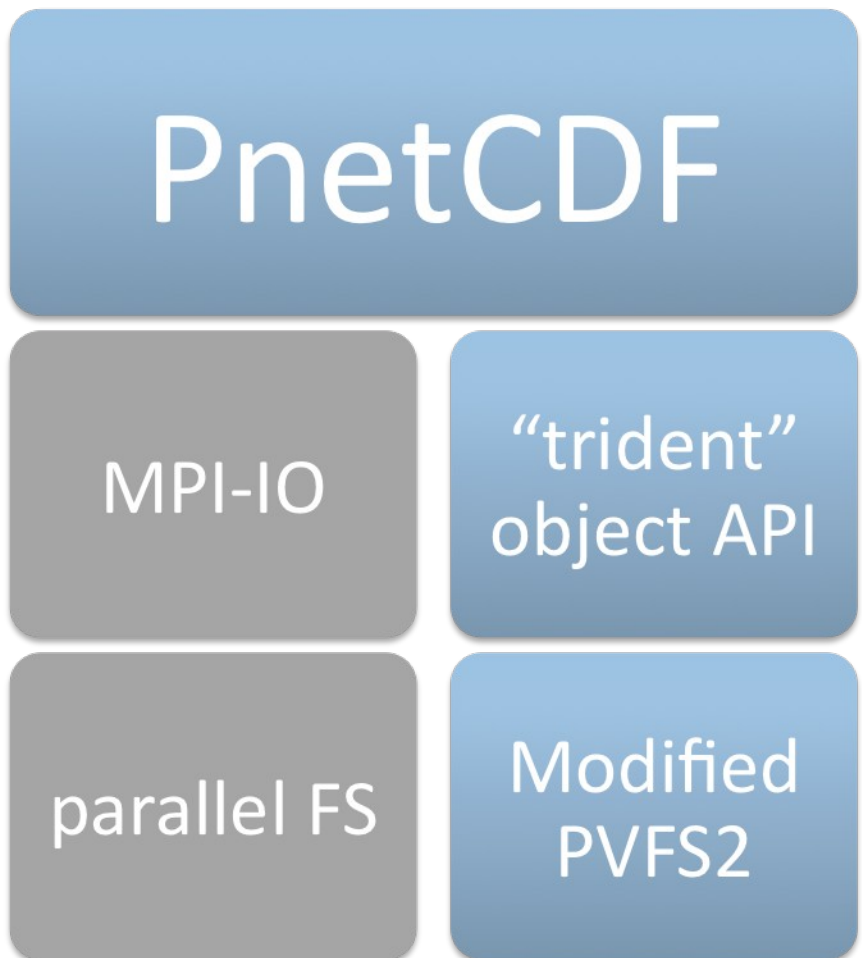 PnetCDF
MPI-IO
“trident”
object API
parallel FS
Modified
PVFS2